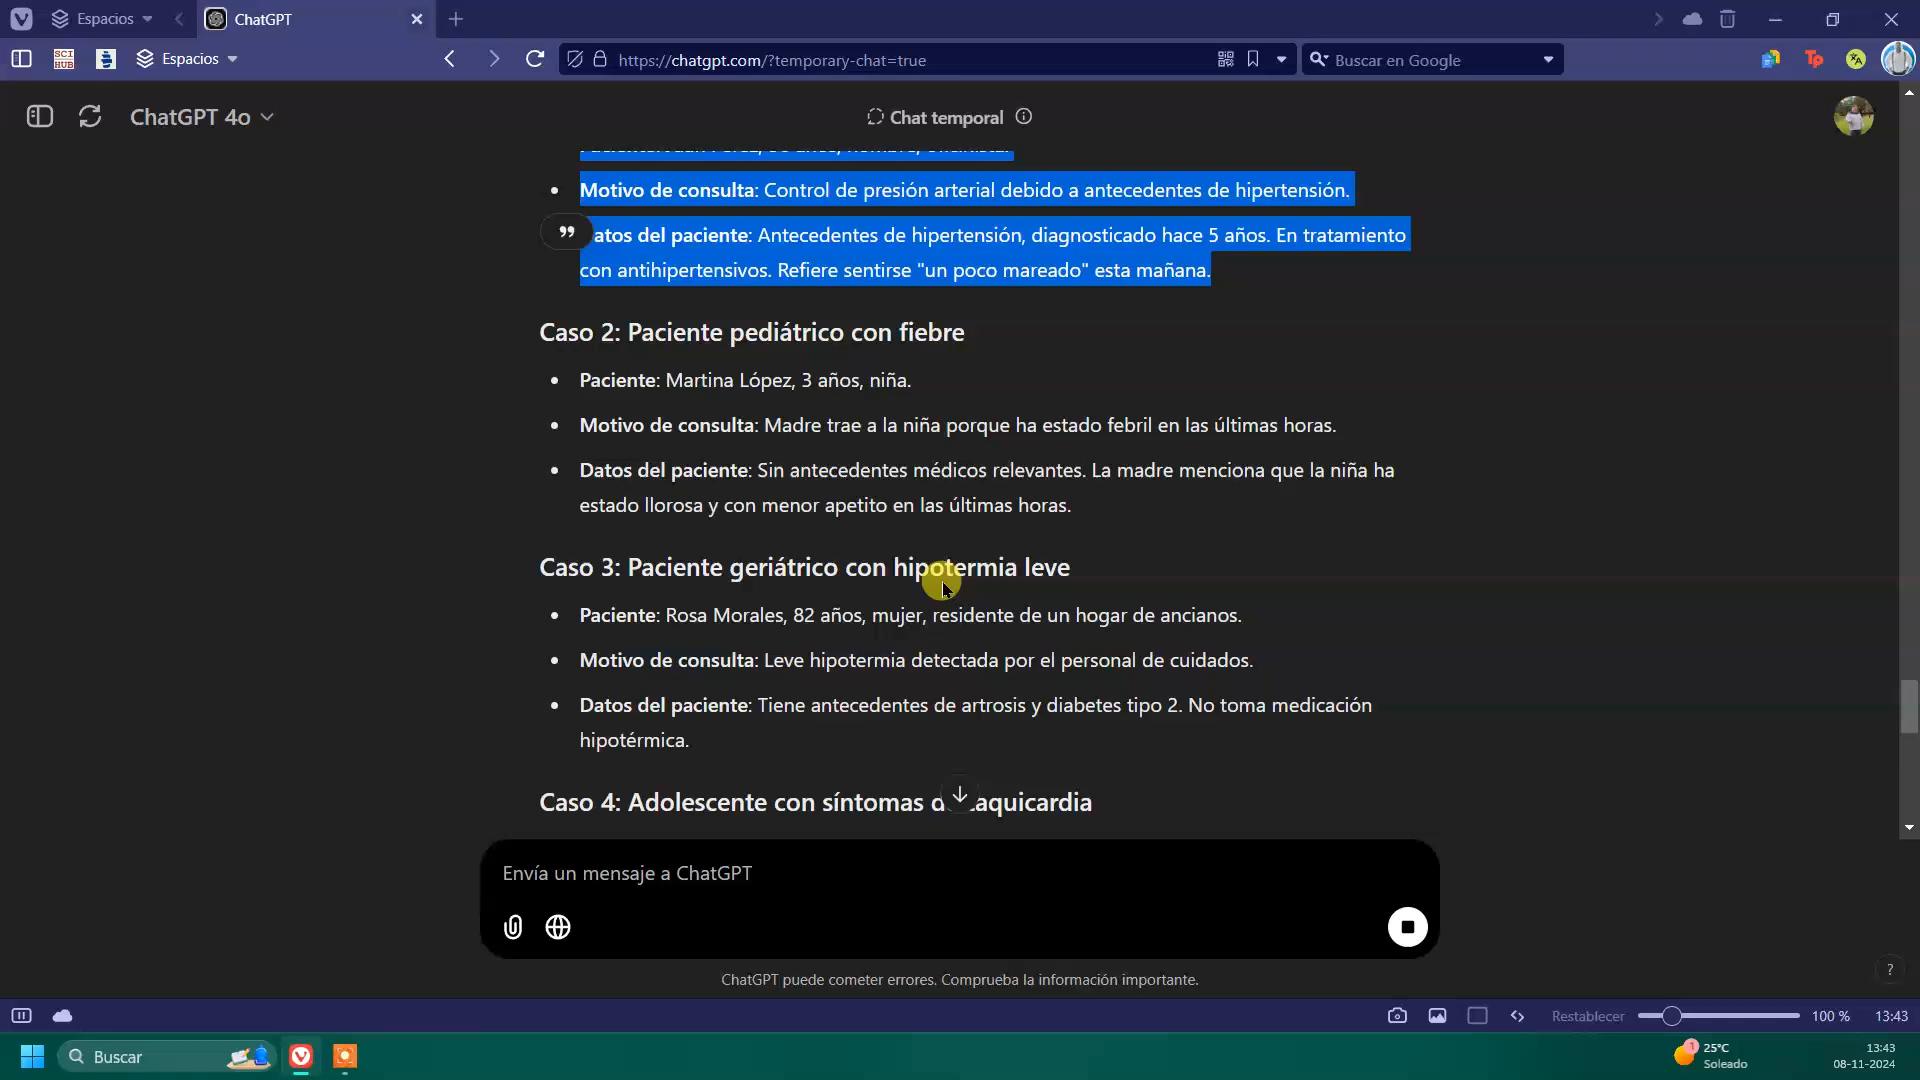 Espacios
ChatGPT
SCI
HUB
Espacios
https://chatgpt.com/?temporary-chat=true
Buscar en Google
Tp
ChatGPT 4o
Chat temporal
Motivo de consulta: Control de presión arterial debido a antecedentes de hipertensión.
atos del paciente: Antecedentes de hipertensión, diagnosticado hace 5 años. En tratamiento
con antihipertensivos. Refiere sentirse "un poco mareado" esta mañana.
Caso 2: Paciente pediátrico con fiebre
Paciente: Martina López, 3 años, niña.
Motivo de consulta: Madre trae a la niña porque ha estado febril en las últimas horas.
Datos del paciente: Sin antecedentes médicos relevantes. La madre menciona que la niña ha
estado llorosa y con menor apetito en las últimas horas.
Caso 3: Paciente geriátrico con hipotermia leve
Paciente: Rosa Morales, 82 años, mujer, residente de un hogar de ancianos.
Motivo de consulta: Leve hipotermia detectada por el personal de cuidados.
Datos del paciente: Tiene antecedentes de artrosis y diabetes tipo 2. No toma medicación
hipotérmica.
Caso 4: Adolescente con síntomas d aquicardia
Envía un mensaje a ChatGPT
ChatGPT puede cometer errores. Comprueba la información importante.
?
Restablecer
100 %
13:43
Buscar
1
25°C
Soleado
13:43
08-11-2024